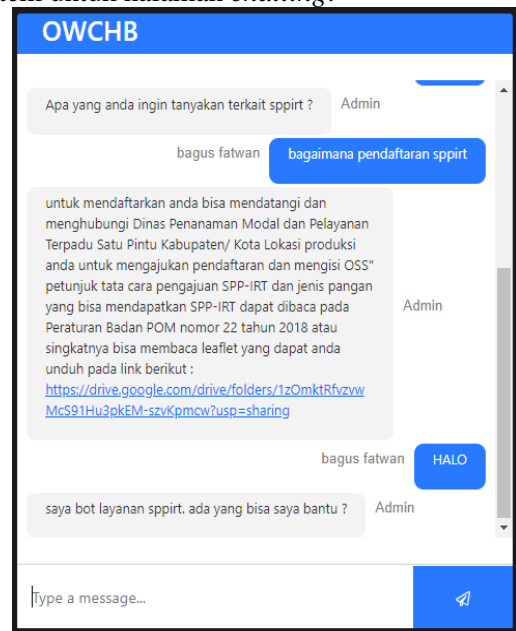 OWCHB
Apa yang anda ingin tanyakan terkait sppirt ? Admin
bagus fatwan bagaimana pendaftaran sppirt
untuk mendaftarkan anda bisa mendatangi dan
menghubungi Dinas Penanaman Modal dan Pelayanan
Terpadu Satu Pintu Kabupaten/ Kota Lokasi produksi
anda untuk mengajukan pendaftaran dan mengisi OSS"
petunjuk tata cara pengajuan SPP-IRT dan jenis pangan
yang bisa mendapatkan SPP-IRT dapat dibaca pada
Peraturan Badan POM nomor 22 tahun 2018 atau
singkatnya bisa membaca leaflet yang dapat anda
unduh pada link berikut :
https://drive.google.com/drive/folders/1zOmktRfvzvw
McS91Hu3pkEM-szvKpmcw?usp=sharing
Admin
bagus fatwan HALO
saya bot layanan sppirt. ada yang bisa saya bantu ? Admin
Type a message...